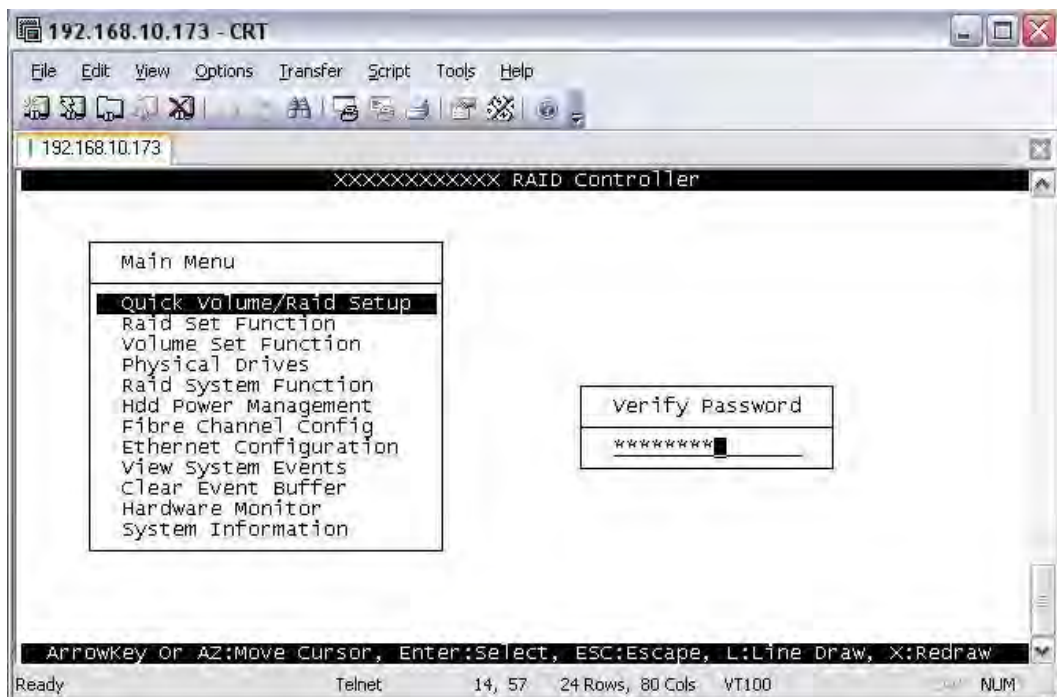 192.168.10.173 - CRT
File Edit View Options Transfer Script Tools Help
192.168.10.173
XXXXXXXXXXXX RAID Controller
Main Menu
Quick Volume/Raid Setup
Raid Set Function
Volume Set Function
Physical Drives
Raid System Function
Hdd Power Management
Fibre Channel Config
Ethernet Configuration
View System Events
Clear Event Buffer
Hardware Monitor
System Information
Verify Password
********
ArrowKey Or AZ:Move Cursor, Enter:Select, ESC:Escape, L:Line Draw, X:Redraw
Ready Telnet 14, 57 24 Rows, 80 Cols VT100 NUM